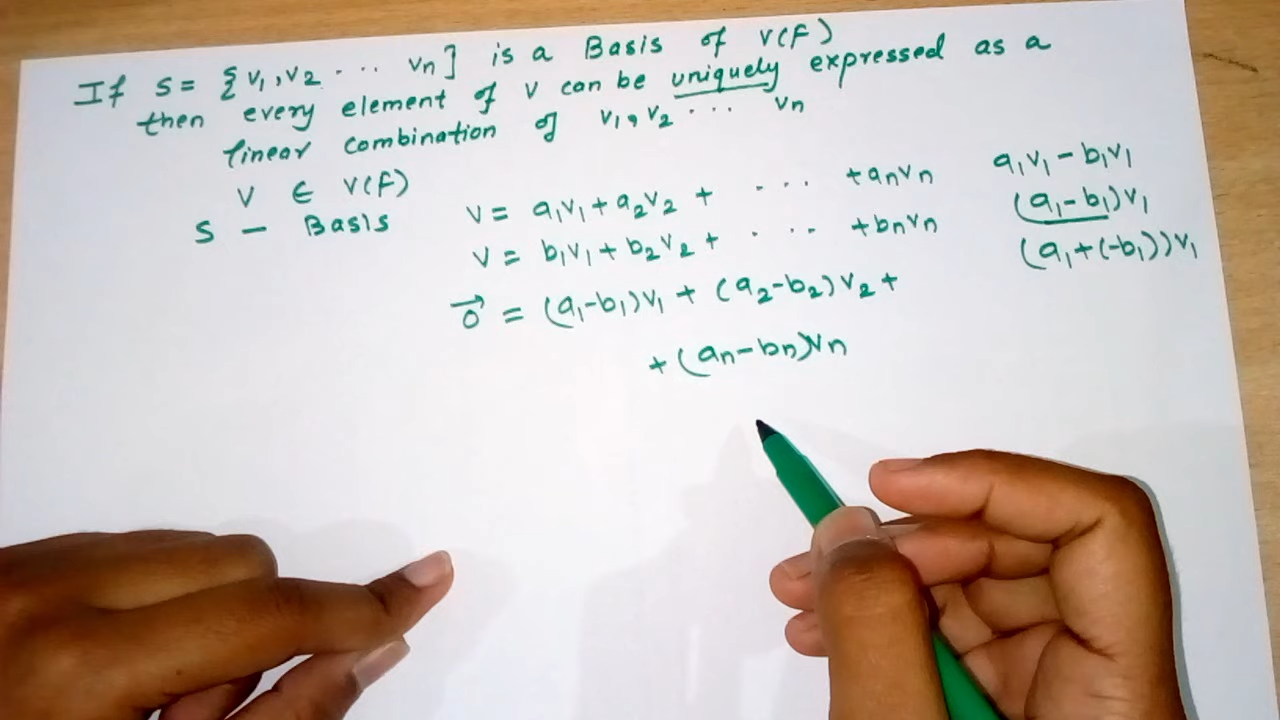 If S = {v1, v2 ... vn} is a Basis of V(F)
then every element of V can be uniquely expressed as a
linear combination of v1, v2 ... vn
V ∈ V(F)
S - Basis
V = a1v1 + a2v2 + ... + anvn
V = b1v1 + b2v2 + ... + bnvn
0⃗ = (a1-b1)v1 + (a2-b2)v2 +
+ (an-bn)vn
a1v1 - b1v1
(a1-b1)v1
(a1+(-b1))v1